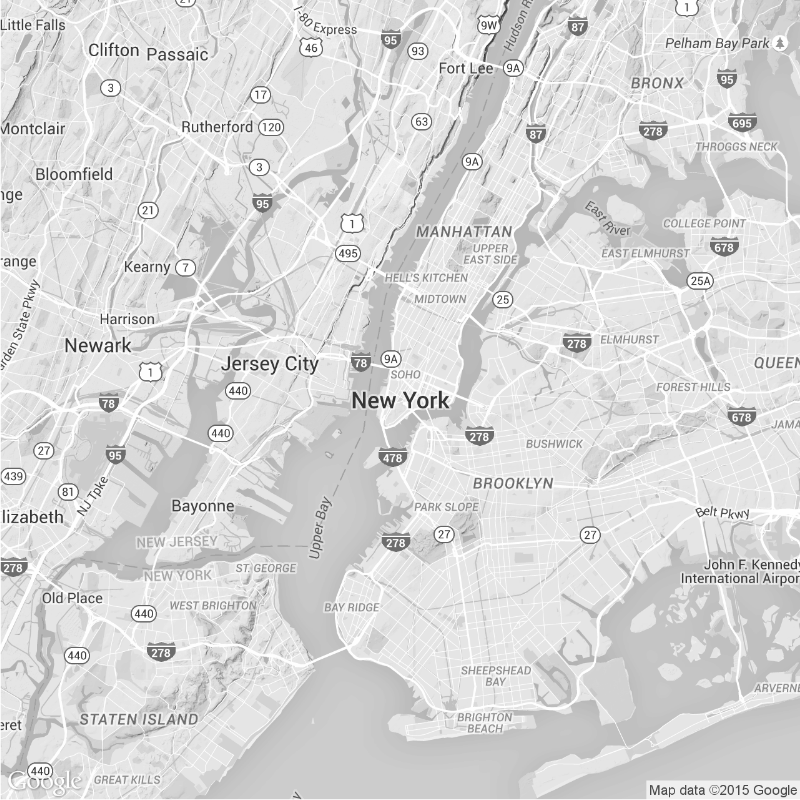 Little Falls
21
I-80 Express
9W
Hudson R
87
1
Clifton
Passaic
46
95
93
Fort Lee
9A
Pelham Bay Park
3
17
BRONX
95
Montclair
Rutherford
120
63
87
278
695
THROGGS NECK
Bloomfield
3
9A
nge
95
21
1
MANHATTAN
East River
COLLEGE POINT
range
Kearny
7
495
UPPER
EAST SIDE
EAST ELMHURST
678
HELL'S KITCHEN
25A
arden State Pkwy
MIDTOWN
25
Harrison
Newark
278
ELMHURST
1
Jersey City
78
9A
QUEEN
SOHO
440
FOREST HILLS
78
New York
678
440
278
BUSHWICK
JAMA
27
95
478
439
81
NJ Tpke
BROOKLYN
lizabeth
Bayonne
Upper Bay
PARK SLOPE
Belt Pkwy
NEW JERSEY
278
27
27
278
NEW YORK
ST. GEORGE
John F. Kennedy
International Airpor
Old Place
WEST BRIGHTON
BAY RIDGE
440
440
278
SHEEPSHEAD
BAY
ARVERNE
eret
STATEN ISLAND
BRIGHTON
BEACH
440
Google
GREAT KILLS
Map data ©2015 Google